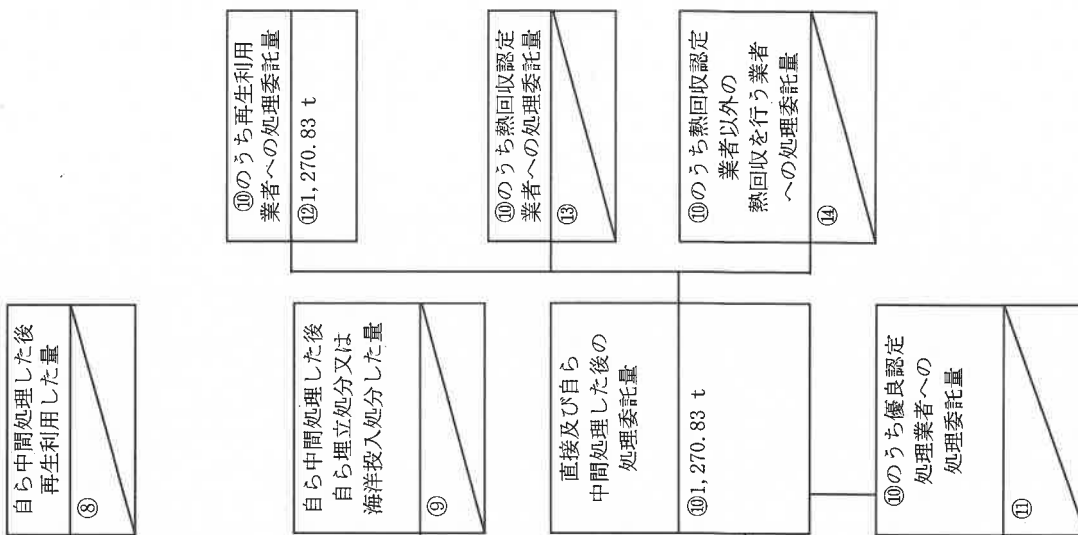 自ら中間処理した後
再生利用した量
⑧
自ら中間処理した後
自ら埋立処分又は
海洋投入処分した量
⑨
直接及び自ら
中間処理した後の
処理委託量
⑩1,270.83 t
⑩のうち優良認定
処理業者への
処理委託量
⑪
⑩のうち再生利用
業者への処理委託量
⑫1,270.83 t
⑩のうち熱回収認定
業者への処理委託量
⑬
⑩のうち熱回収認定
業者以外の
熱回収を行う業者
への処理委託量
⑭